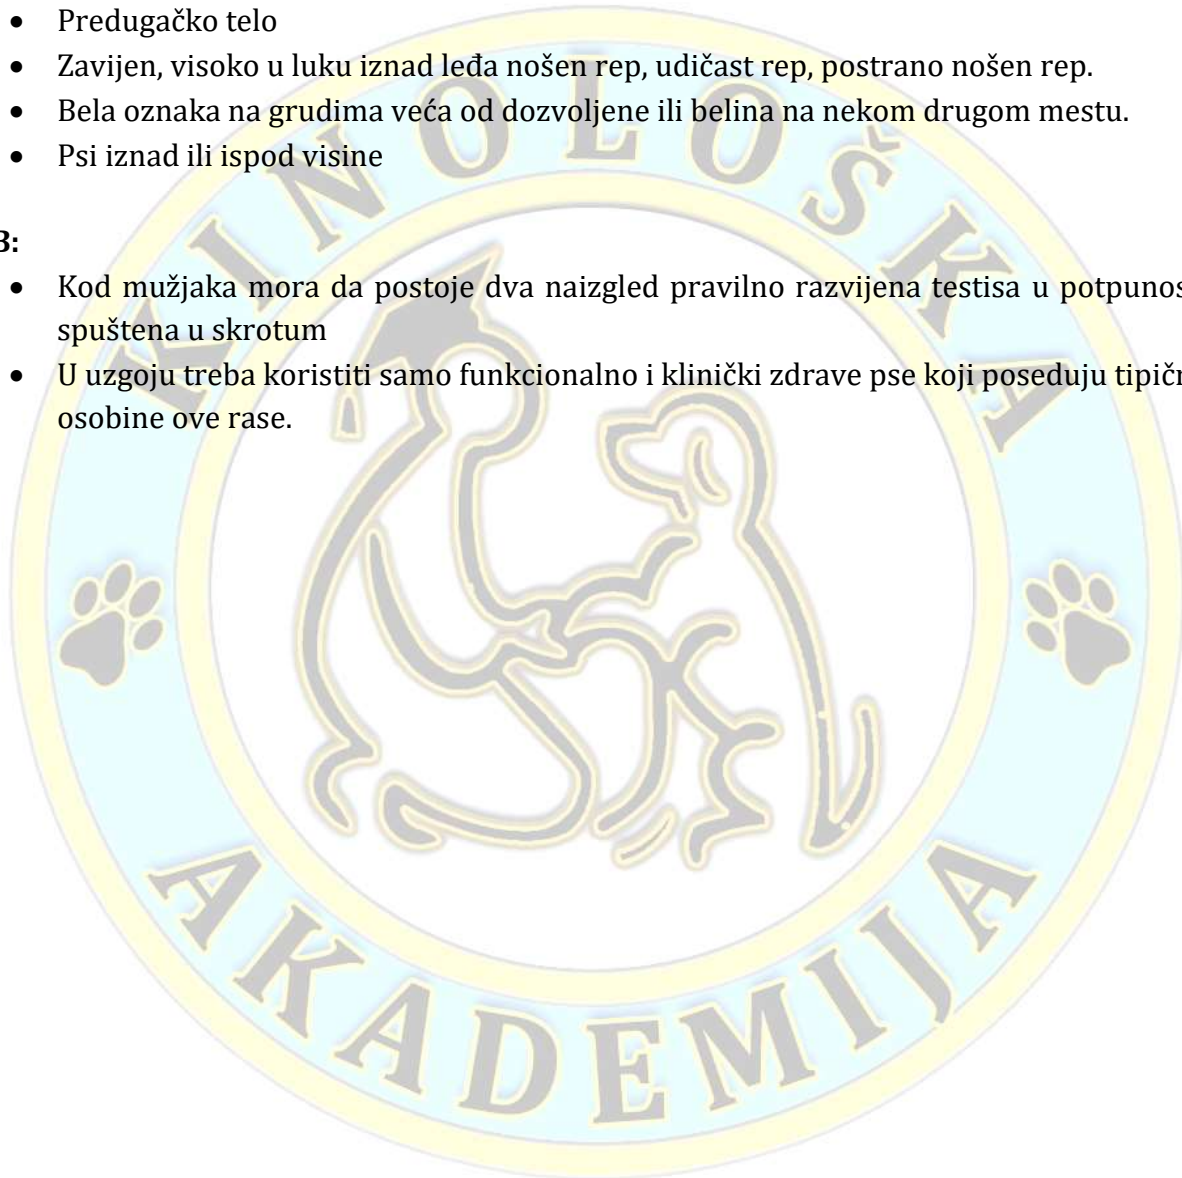 • Predugačko telo
• Zavijen, visoko u luku iznad leđa nošen rep, udičast rep, postrano nošen rep.
• Bela oznaka na grudima veća od dozvoljene ili belina na nekom drugom mestu.
• Psi iznad ili ispod visine
B:
• Kod mužjaka mora da postoje dva naizgled pravilno razvijena testisa u potpunos
spuštena u skrotum
• U uzgoju treba koristiti samo funkcionalno i klinički zdrave pse koji poseduju tipičn
osobine ove rase.
KINOLOŠKA
AKADEMIJA